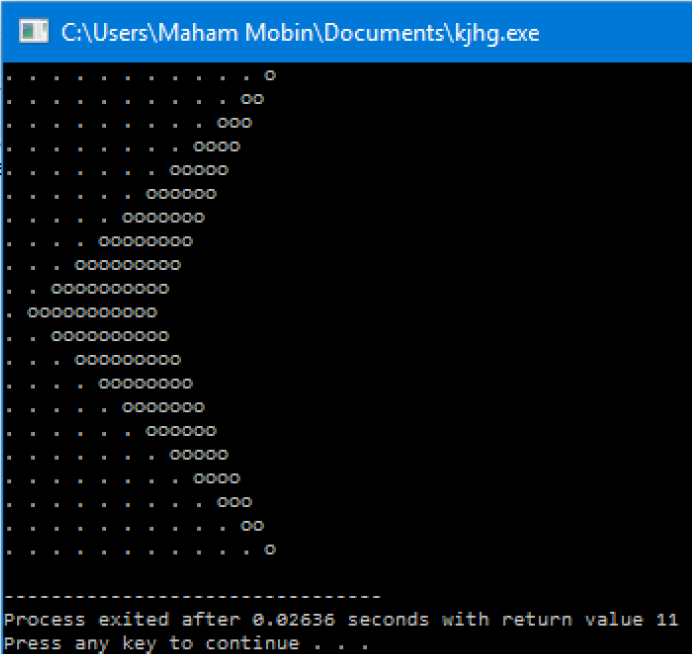 C:\Users\Maham Mobin\Documents\kjhg.exe
. . . . . . . . . . . o
. . . . . . . . . . oo
. . . . . . . . . ooo
. . . . . . . . oooo
. . . . . . . ooooo
. . . . . . oooooo
. . . . . ooooooo
. . . . oooooooo
. . . ooooooooo
. . oooooooooo
. ooooooooooo
. . oooooooooo
. . . ooooooooo
. . . . oooooooo
. . . . . ooooooo
. . . . . . oooooo
. . . . . . . ooooo
. . . . . . . . oooo
. . . . . . . . . ooo
. . . . . . . . . . oo
. . . . . . . . . . . o
--------------------------------
Process exited after 0.02636 seconds with return value 11
Press any key to continue . . .